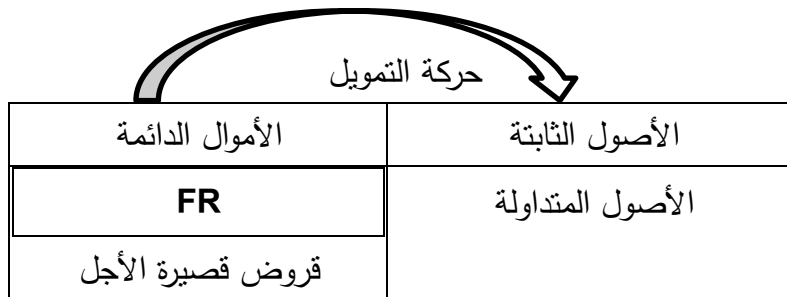 حركة التمويل
الأصول الثابتة
الأموال الدائمة
الأصول المتداولة
FR
قروض قصيرة الأجل